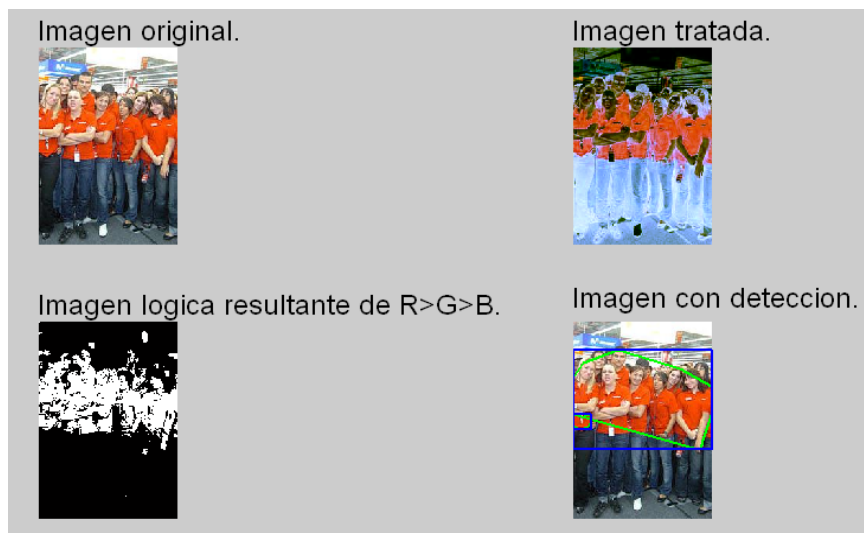 Imagen original.
Imagen tratada.
Imagen logica resultante de R>G>B.
Imagen con deteccion.